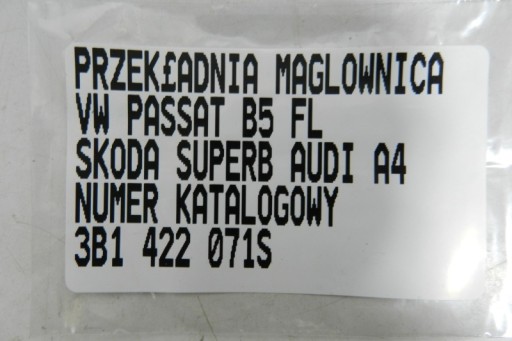 PRZEK£ADNIA MAGLOWNICA
VW PASSAT B5 FL
SKODA SUPERB AUDI A4
NUMER KATALOGOWY
3B1 422 071S